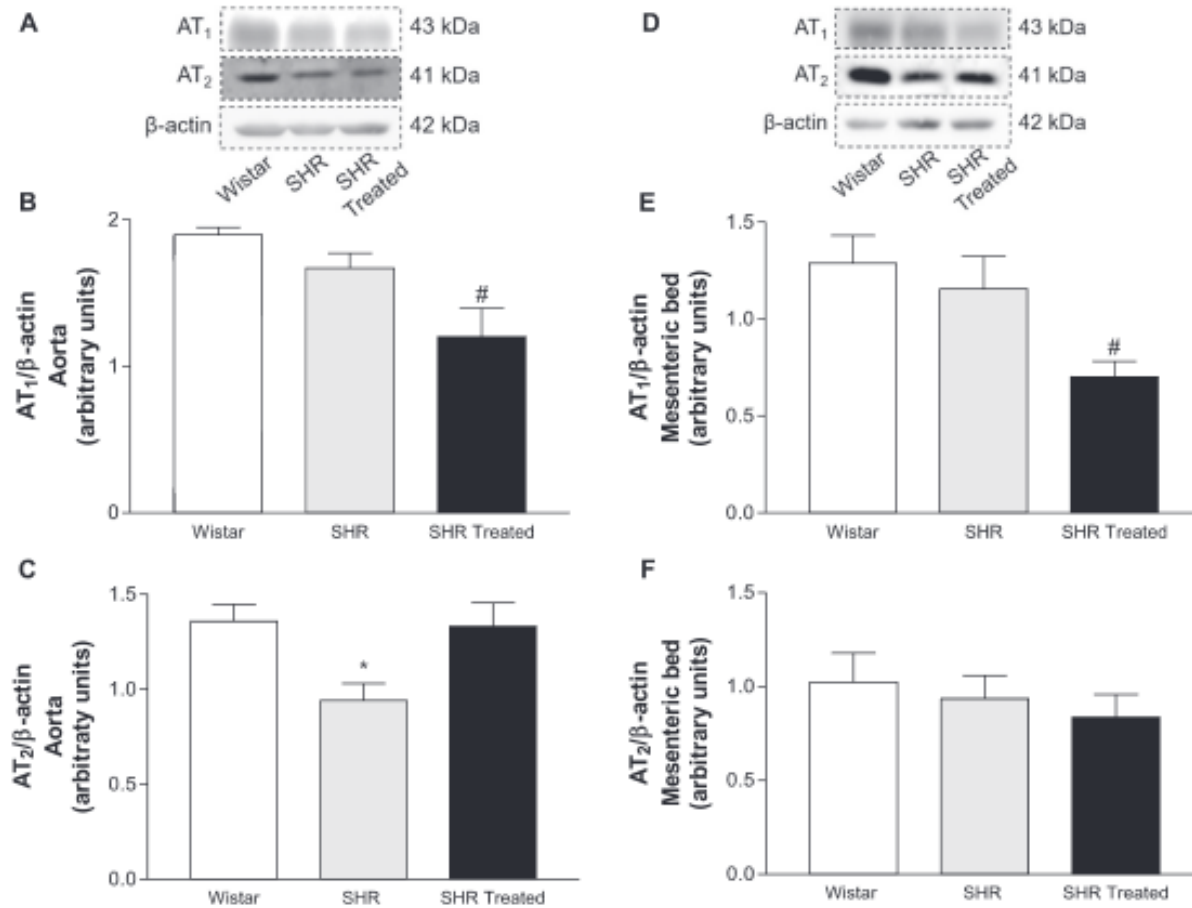 A
AT₁ 43 kDa
AT₂ 41 kDa
β-actin 42 kDa
Wistar SHR SHR Treated
B
AT₁/β-actin
Aorta
(arbitrary units)
2
1
0
#
Wistar SHR SHR Treated
C
AT₂/β-actin
Aorta
(arbitraty units)
1.5
1.0
0.5
0.0
*
Wistar SHR SHR Treated
D
AT₁ 43 kDa
AT₂ 41 kDa
β-actin 42 kDa
Wistar SHR SHR Treated
E
AT₁/β-actin
Mesenteric bed
(arbitrary units)
1.5
1.0
0.5
0.0
#
Wistar SHR SHR Treated
F
AT₂/β-actin
Mesenteric bed
(arbitrary units)
1.5
1.0
0.5
0.0
Wistar SHR SHR Treated